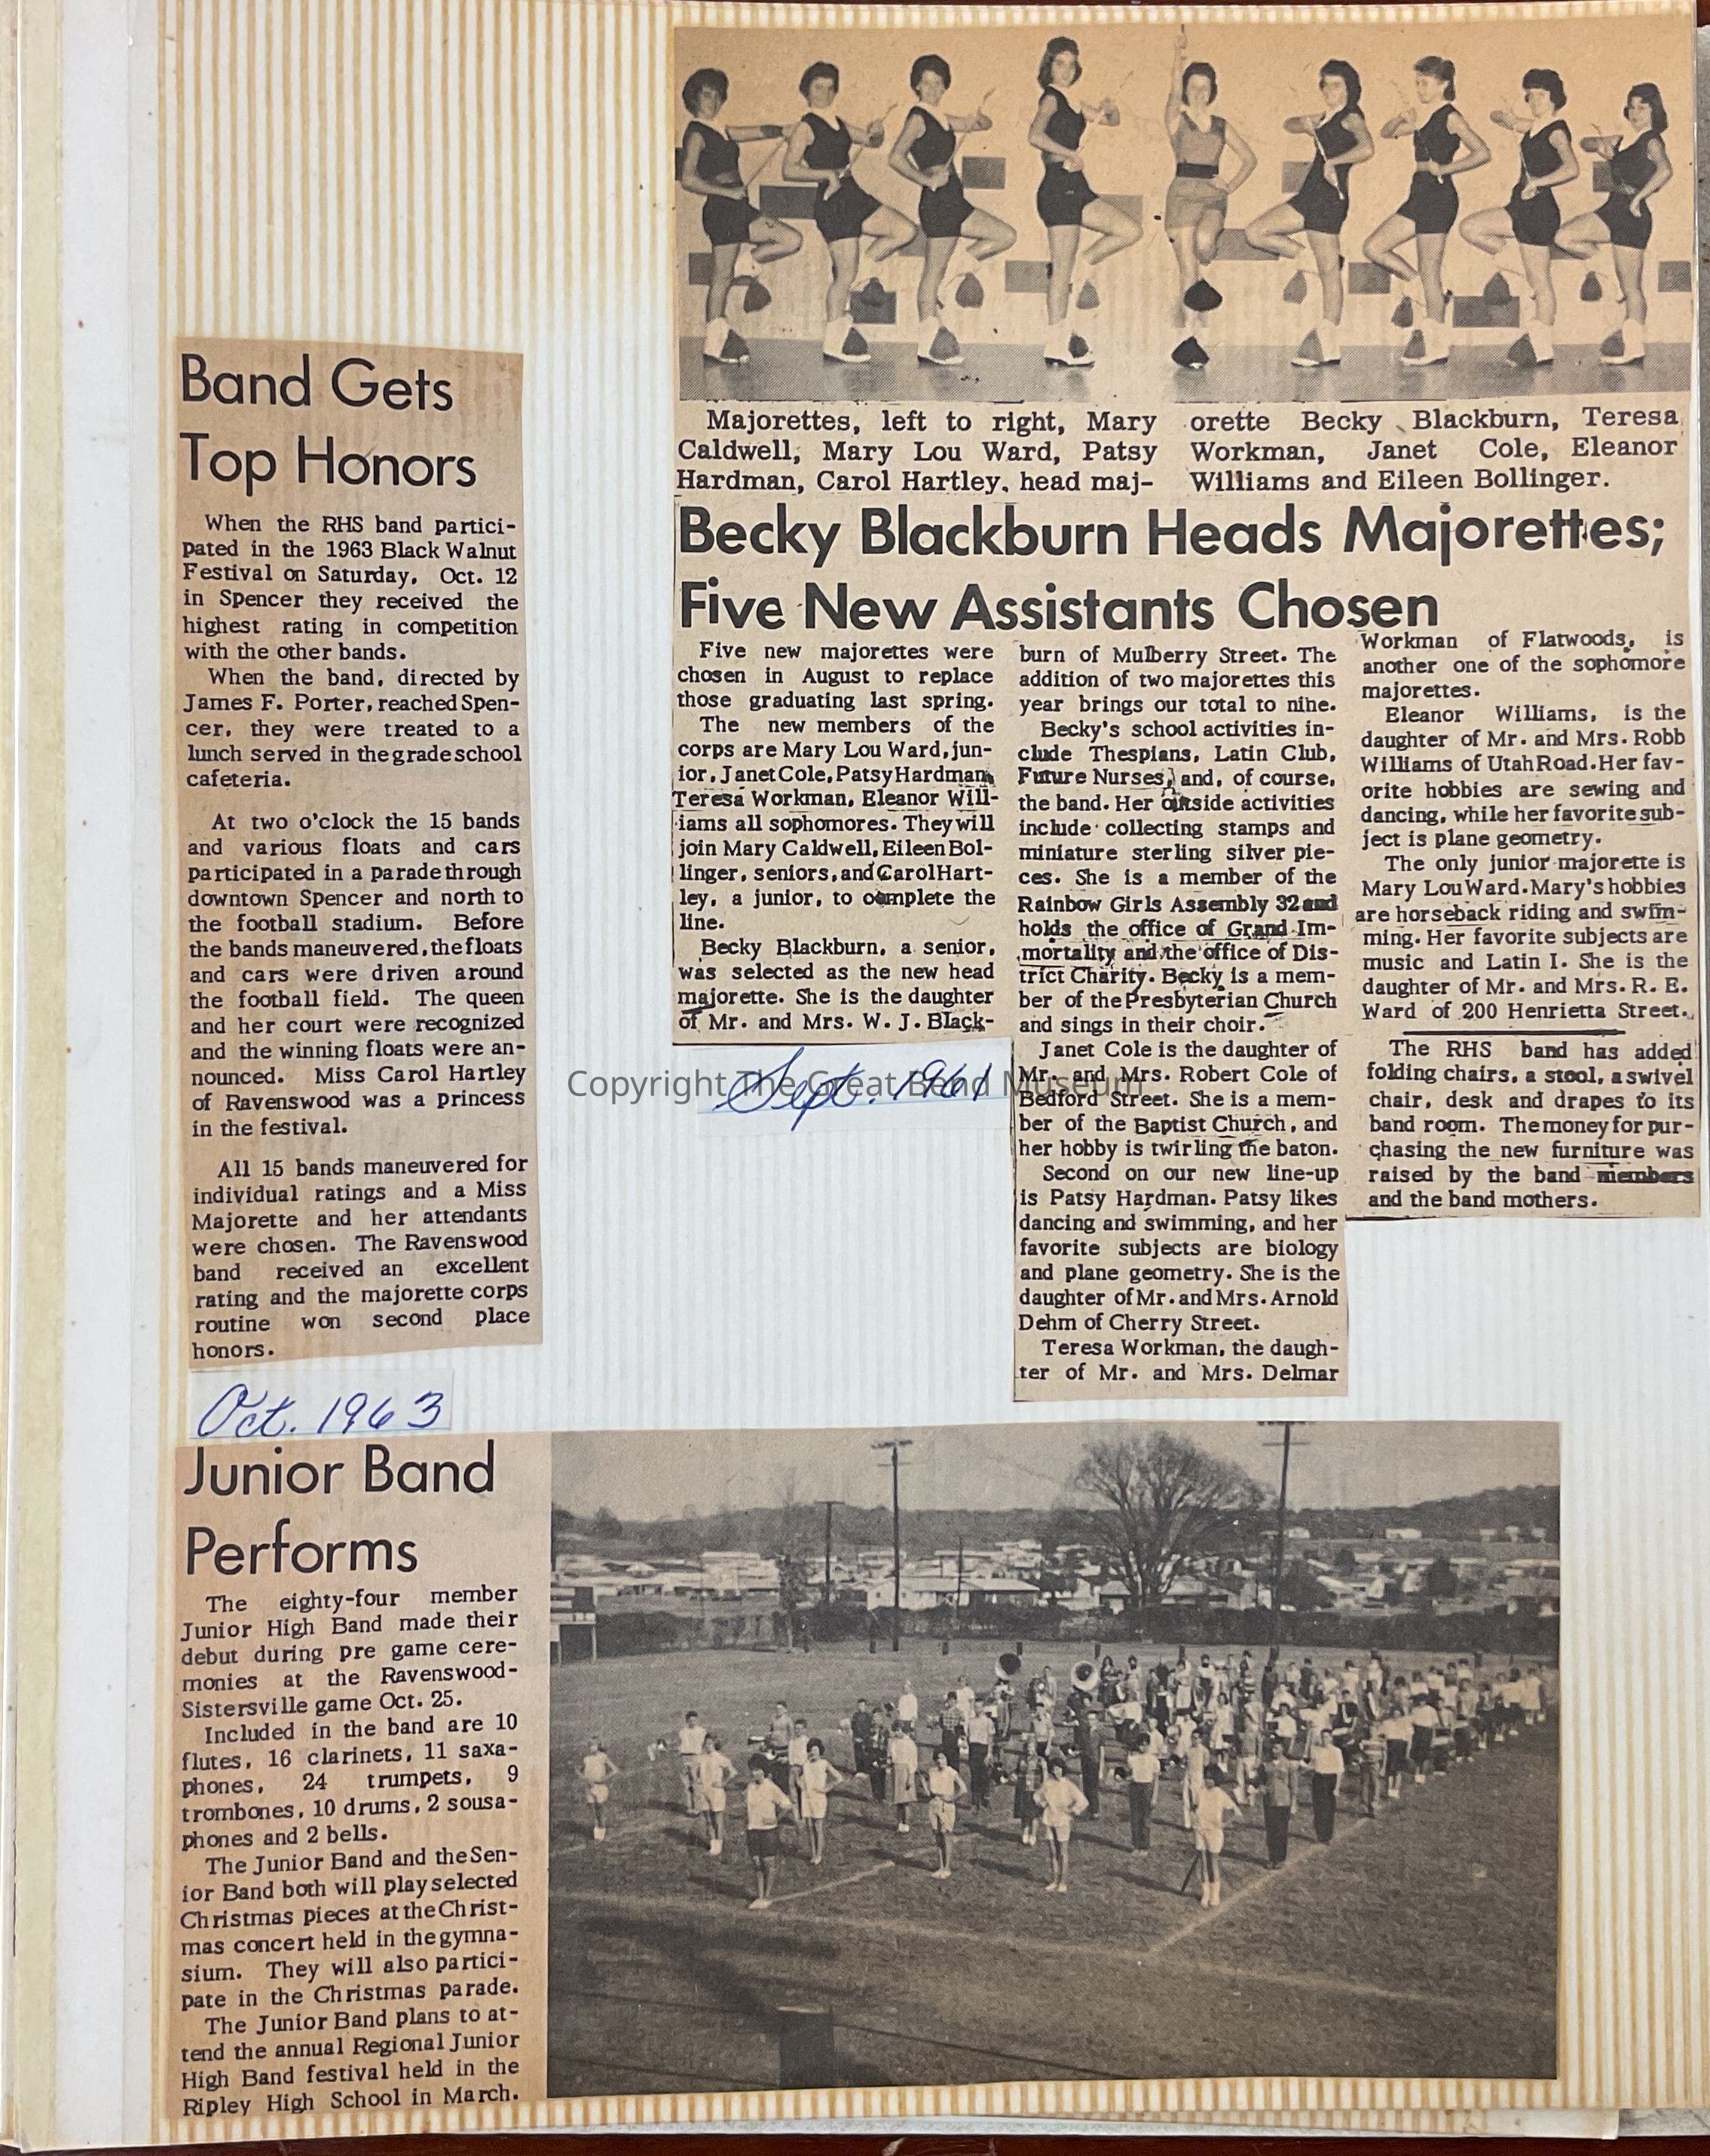 Majorettes, left to right, Mary
Caldwell, Mary Lou Ward, Patsy
Hardman, Carol Hartley, head maj-
orette Becky Blackburn, Teresa
Workman, Janet Cole, Eleanor
Williams and Eileen Bollinger.
Becky Blackburn Heads Majorettes;
Five New Assistants Chosen
Five new majorettes were
chosen in August to replace
those graduating last spring.
The new members of the
corps are Mary Lou Ward, jun-
ior, Janet Cole, Patsy Hardman,
Teresa Workman, Eleanor Will-
iams all sophomores. They will
join Mary Caldwell, Eileen Bol-
linger, seniors, and Carol Hart-
ley, a junior, to complete the
line.
Becky Blackburn, a senior,
was selected as the new head
majorette. She is the daughter
of Mr. and Mrs. W. J. Black-
burn of Mulberry Street. The
addition of two majorettes this
year brings our total to nine.
Becky's school activities in-
clude Thespians, Latin Club,
Future Nurses, and, of course,
the band. Her outside activities
include collecting stamps and
miniature sterling silver pie-
ces. She is a member of the
Rainbow Girls Assembly 32 and
holds the office of Grand Im-
mortality and the office of Dis-
trict Charity. Becky is a mem-
ber of the Presbyterian Church
and sings in their choir.
Janet Cole is the daughter of
Mr. and Mrs. Robert Cole of
Bedford Street. She is a mem-
ber of the Baptist Church, and
her hobby is twirling the baton.
Second on our new line-up
is Patsy Hardman. Patsy likes
dancing and swimming, and her
favorite subjects are biology
and plane geometry. She is the
daughter of Mr. and Mrs. Arnold
Dehm of Cherry Street.
Teresa Workman, the daugh-
ter of Mr. and Mrs. Delmar
Workman of Flatwoods, is
another one of the sophomore
majorettes.
Eleanor Williams, is the
daughter of Mr. and Mrs. Robb
Williams of Utah Road. Her fav-
orite hobbies are sewing and
dancing, while her favorite sub-
ject is plane geometry.
The only junior majorette is
Mary Lou Ward. Mary's hobbies
are horseback riding and swim-
ming. Her favorite subjects are
music and Latin I. She is the
daughter of Mr. and Mrs. R. E.
Ward of 200 Henrietta Street.
The RHS band has added
folding chairs, a stool, a swivel
chair, desk and drapes to its
band room. The money for pur-
chasing the new furniture was
raised by the band members
and the band mothers.
Sept. 1961
Copyright The Great Bend Museum
Band Gets
Top Honors
When the RHS band partici-
pated in the 1963 Black Walnut
Festival on Saturday, Oct. 12
in Spencer they received the
highest rating in competition
with the other bands.
When the band, directed by
James F. Porter, reached Spen-
cer, they were treated to a
lunch served in the grade school
cafeteria.
At two o'clock the 15 bands
and various floats and cars
participated in a parade through
downtown Spencer and north to
the football stadium. Before
the bands maneuvered, the floats
and cars were driven around
the football field. The queen
and her court were recognized
and the winning floats were an-
nounced. Miss Carol Hartley
of Ravenswood was a princess
in the festival.
All 15 bands maneuvered for
individual ratings and a Miss
Majorette and her attendants
were chosen. The Ravenswood
band received an excellent
rating and the majorette corps
routine won second place
honors.
Oct. 1963
Junior Band
Performs
The eighty-four member
Junior High Band made their
debut during pre game cere-
monies at the Ravenswood-
Sistersville game Oct. 25.
Included in the band are 10
flutes, 16 clarinets, 11 saxa-
phones, 24 trumpets, 9
trombones, 10 drums, 2 sousa-
phones and 2 bells.
The Junior Band and the Sen-
ior Band both will play selected
Christmas pieces at the Christ-
mas concert held in the gymna-
sium. They will also partici-
pate in the Christmas parade.
The Junior Band plans to at-
tend the annual Regional Junior
High Band festival held in the
Ripley High School in March.